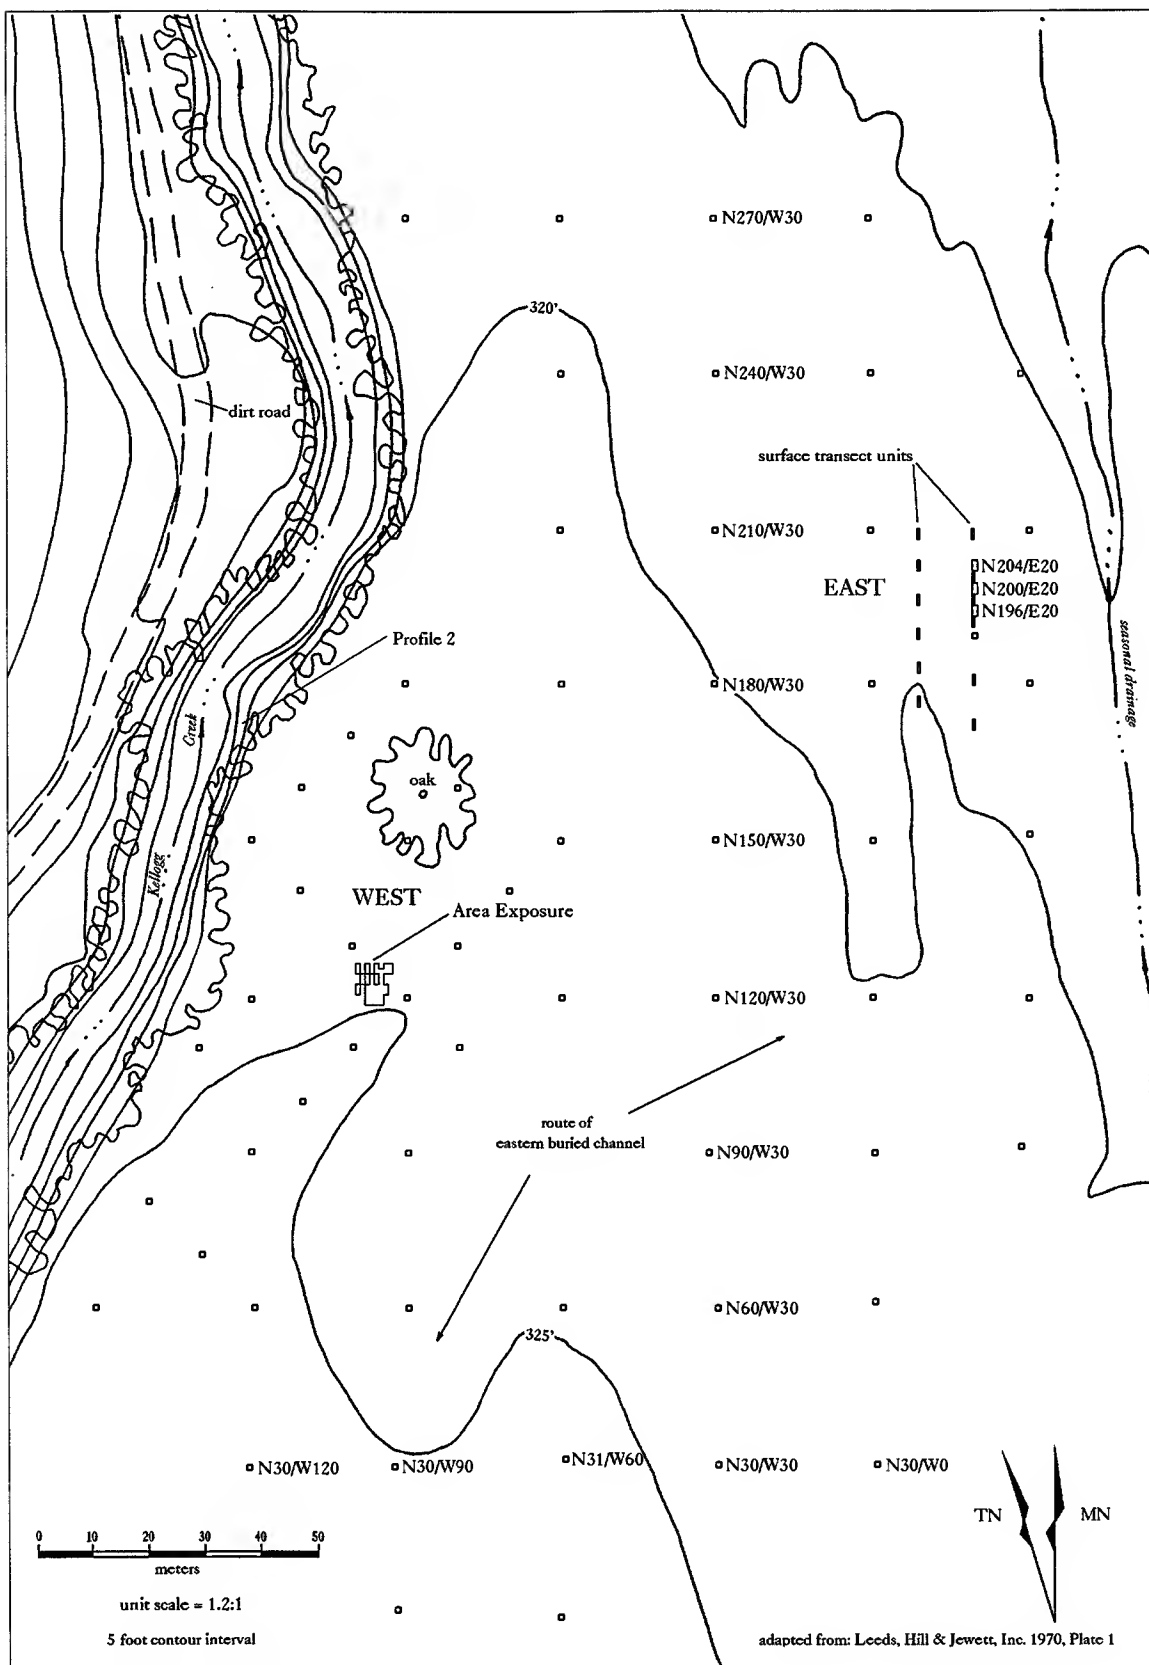 N270/W30
320'
N240/W30
dirt road
surface transect units
N210/W30
N204/E20
EAST
N200/E20
N196/E20
seasonal drainage
Profile 2
N180/W30
Creek
oak
N150/W30
Kellogg
WEST
Area Exposure
N120/W30
route of
eastern buried channel
N90/W30
N60/W30
325'
N30/W120
N30/W90
N31/W60
N30/W30
N30/W0
TN
MN
0 10 20 30 40 50
meters
unit scale = 1.2:1
5 foot contour interval
adapted from: Leeds, Hill & Jewett, Inc. 1970, Plate 1